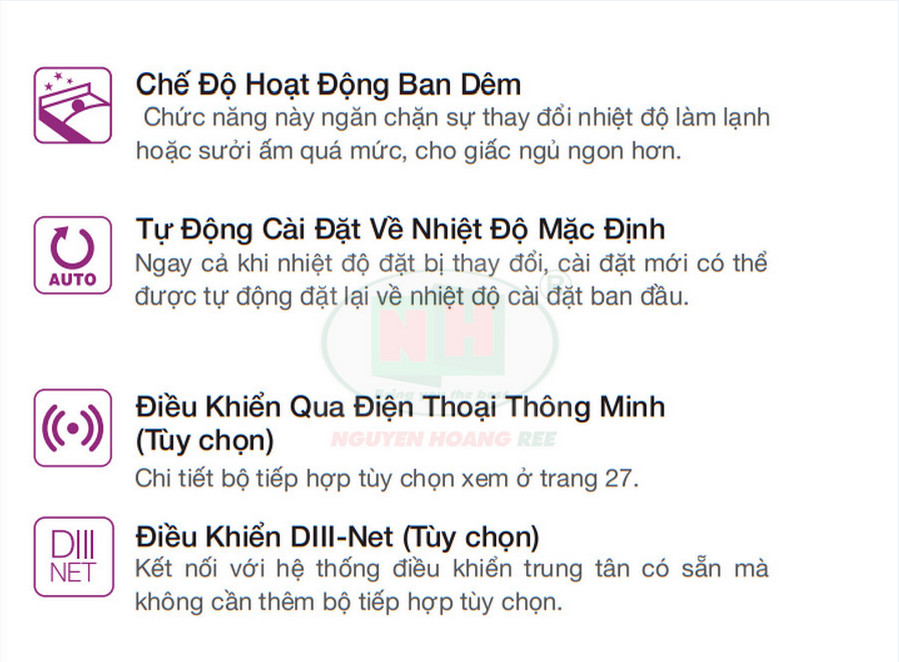 Chế Độ Hoạt Động Ban Dêm
Chức năng này ngăn chặn sự thay đổi nhiệt độ làm lạnh
hoặc sưởi ấm quá mức, cho giấc ngủ ngon hơn.
AUTO
Tự Động Cài Đặt Về Nhiệt Độ Mặc Định
Ngay cả khi nhiệt độ đặt bị thay đổi, cài đặt mới có thể
được tự động đặt lại về nhiệt độ cài đặt ban đầu.
®
NH
NGUYEN HOANG REE
Điều Khiển Qua Điện Thoại Thông Minh
(Tùy chọn)
Chi tiết bộ tiếp hợp tùy chọn xem ở trang 27.
DIII
NET
Điều Khiển DIII-Net (Tùy chọn)
Kết nối với hệ thống điều khiển trung tân có sẵn mà
không cần thêm bộ tiếp hợp tùy chọn.